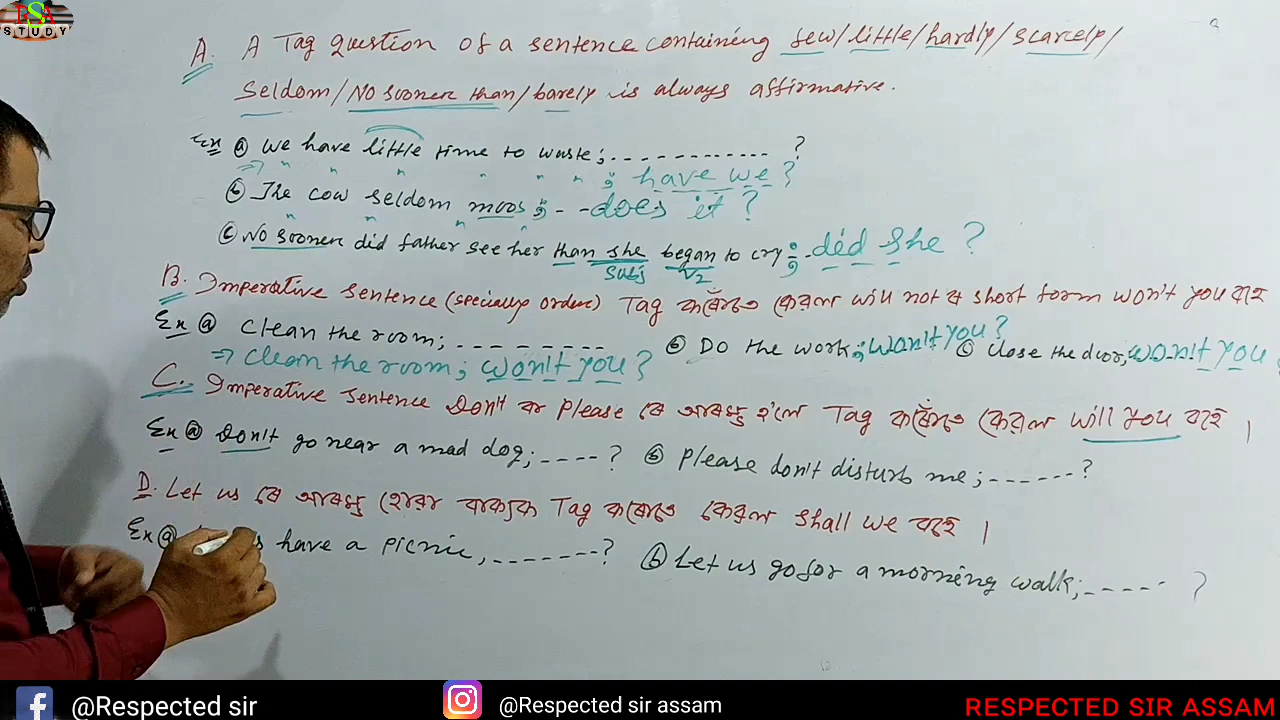 RSA
STUDY
A. A Tag question of a sentence containing few/little/hardly/scarcely/
Seldom/No sooner than/barely is always affirmative.
Ex ⓐ We have little time to waste;............?
; have we?
ⓑ The cow seldom moos; - -does it?
ⓒ No sooner did father see her than she began to cry; -did she?
Subj V2
B. Imperative sentence (specially order) Tag কৰোঁতে কেৱল will not ৰ short form won't you বহে
Ex ⓐ Clean the room; _ _ _ _ _ _ _ _ ⓑ Do the work; won't you? ⓒ Close the door, won't you
⇒ Clean the room; won't you?
C. Imperative sentence Don't বা Please ৰে আৰম্ভ হ'লে Tag কৰোঁতে কেৱল will you বহে।
Ex ⓐ Don't go near a mad dog; _ _ _ _? ⓑ Please don't disturb me; _ _ _ _ _ _?
D. Let us ৰে আৰম্ভ হোৱা বাক্যক Tag কৰোঁতে কেৱল shall we বহে।
Ex ⓐ have a picnic, _ _ _ _ _ _ _? ⓑ Let us go for a morning walk; _ _ _ _ - ?
@Respected sir @Respected sir assam RESPECTED SIR ASSAM